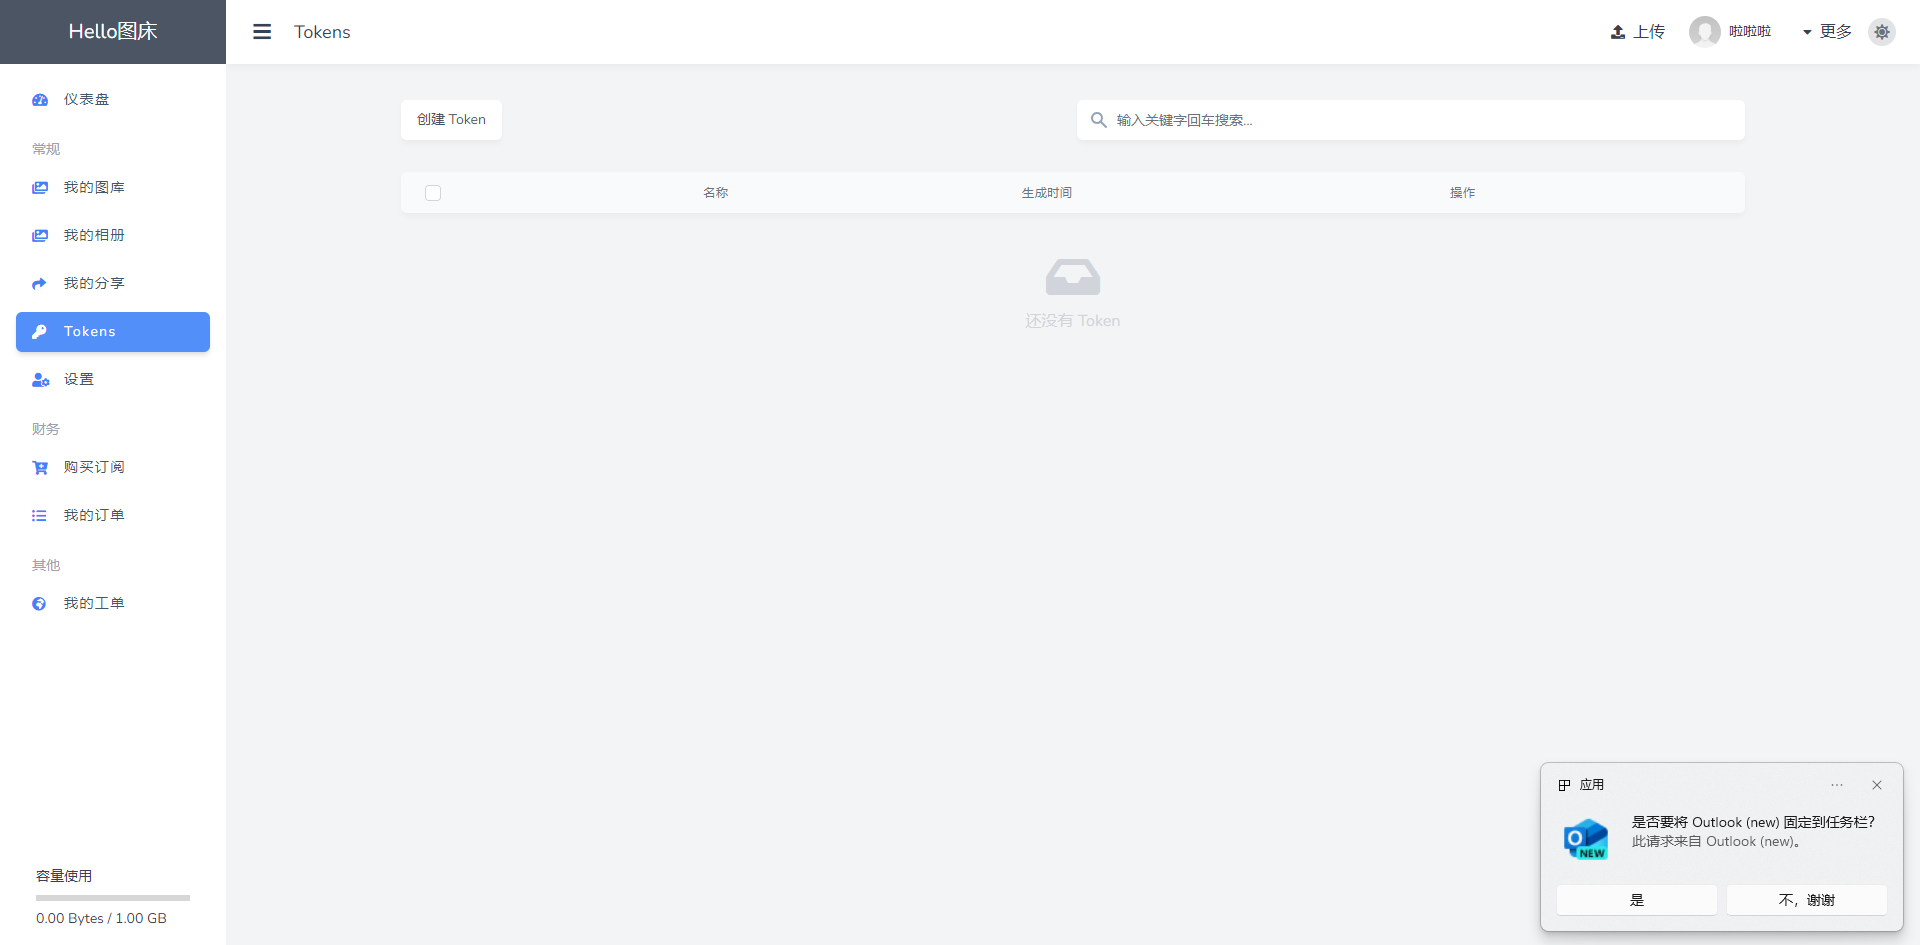 Hello图床
Tokens
上传
啦啦啦
更多
仪表盘
常规
我的图库
我的相册
我的分享
Tokens
设置
财务
购买订阅
我的订单
其他
我的工单
容量使用
0.00 Bytes / 1.00 GB
创建 Token
输入关键字回车搜索...
名称
生成时间
操作
还没有 Token
应用
是否要将 Outlook (new) 固定到任务栏?
此请求来自 Outlook (new)。
NEW
是
不，谢谢